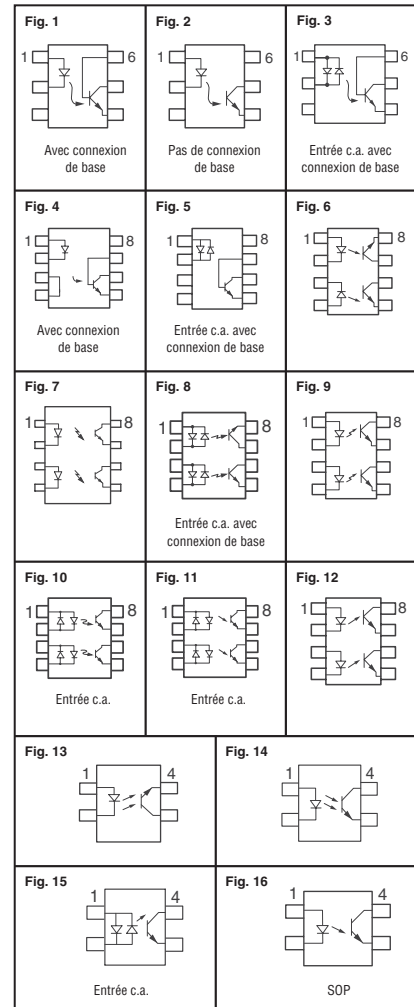 Fig. 1
1
6
Avec connexion
de base
Fig. 2
1
6
Pas de connexion
de base
Fig. 3
1
6
Entrée c.a. avec
connexion de base
Fig. 4
1
8
Avec connexion
de base
Fig. 5
1
8
Entrée c.a. avec
connexion de base
Fig. 6
1
8
Fig. 7
1
8
Fig. 8
1
8
Entrée c.a. avec
connexion de base
Fig. 9
1
8
Fig. 10
1
8
Entrée c.a.
Fig. 11
1
8
Entrée c.a.
Fig. 12
1
8
Fig. 13
1
4
Fig. 14
1
4
Fig. 15
1
4
Entrée c.a.
Fig. 16
1
4
SOP